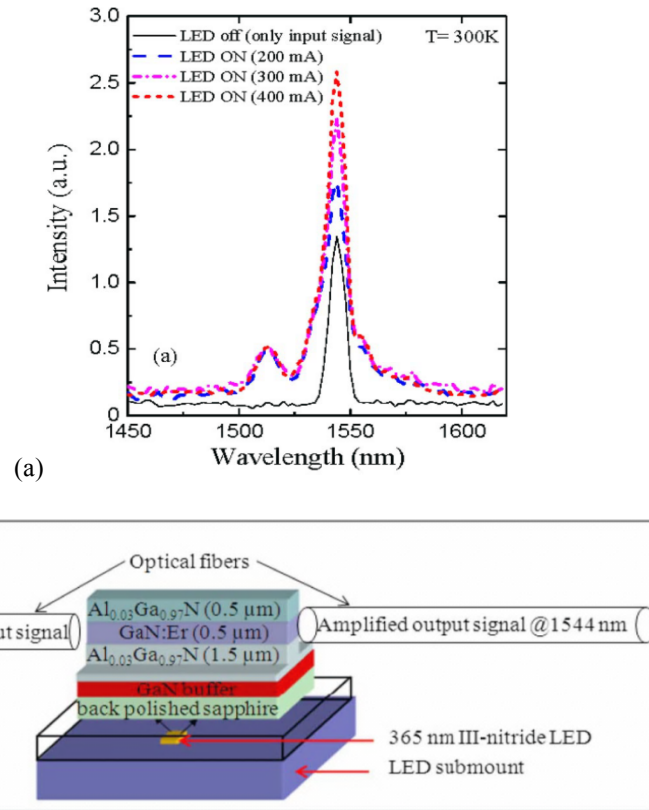 3.0
LED off (only input signal) T= 300K
LED ON (200 mA)
LED ON (300 mA)
LED ON (400 mA)
2.5
2.0
1.5
1.0
0.5
0
Intensity (a.u.)
(a)
1450 1500 1550 1600
Wavelength (nm)
(a)
Optical fibers
Al0.03Ga0.97N (0.5 µm)
ut signal GaN:Er (0.5 µm) Amplified output signal @1544 nm
Al0.03Ga0.97N (1.5 µm)
GaN buffer
back polished sapphire
365 nm III-nitride LED
LED submount